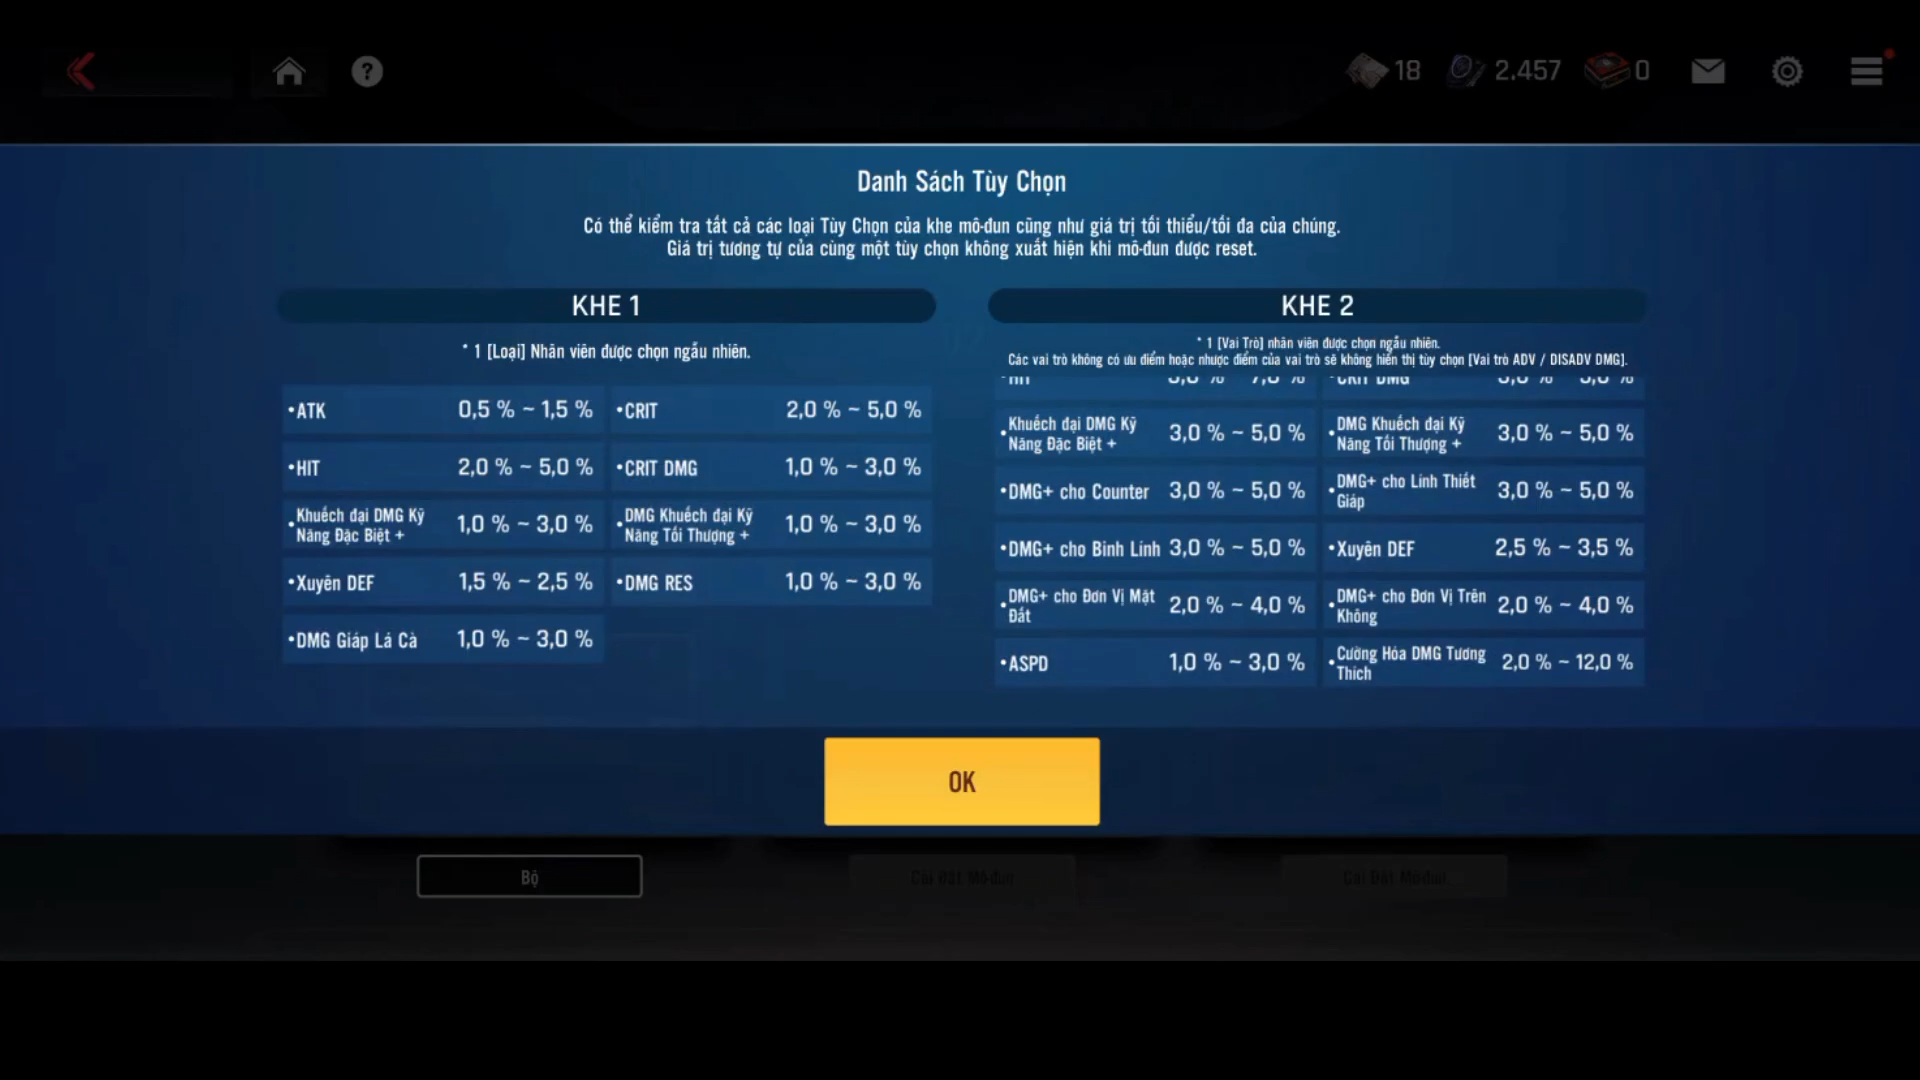 18 2.457 0
Danh Sách Tùy Chọn
Có thể kiểm tra tất cả các loại Tùy Chọn của khe mô-đun cũng như giá trị tối thiểu/tối đa của chúng.
Giá trị tương tự của cùng một tùy chọn không xuất hiện khi mô-đun được reset.
KHE 1
* 1 [Loại] Nhân viên được chọn ngẫu nhiên.
•ATK 0,5 % ~ 1,5 % •CRIT 2,0 % ~ 5,0 %
•HIT 2,0 % ~ 5,0 % •CRIT DMG 1,0 % ~ 3,0 %
•Khuếch đại DMG Kỹ Năng Đặc Biệt + 1,0 % ~ 3,0 % •DMG Khuếch đại Kỹ Năng Tối Thượng + 1,0 % ~ 3,0 %
•Xuyên DEF 1,5 % ~ 2,5 % •DMG RES 1,0 % ~ 3,0 %
•DMG Giáp Lá Cà 1,0 % ~ 3,0 %
KHE 2
* 1 [Vai Trò] nhân viên được chọn ngẫu nhiên.
Các vai trò không có ưu điểm hoặc nhược điểm của vai trò sẽ không hiển thị tùy chọn [Vai trò ADV / DISADV DMG].
•HIT •CRIT DMG
•Khuếch đại DMG Kỹ Năng Đặc Biệt + 3,0 % ~ 5,0 % •DMG Khuếch đại Kỹ Năng Tối Thượng + 3,0 % ~ 5,0 %
•DMG+ cho Counter 3,0 % ~ 5,0 % •DMG+ cho Lính Thiết Giáp 3,0 % ~ 5,0 %
•DMG+ cho Binh Lính 3,0 % ~ 5,0 % •Xuyên DEF 2,5 % ~ 3,5 %
•DMG+ cho Đơn Vị Mặt Đất 2,0 % ~ 4,0 % •DMG+ cho Đơn Vị Trên Không 2,0 % ~ 4,0 %
•ASPD 1,0 % ~ 3,0 % •Cường Hóa DMG Tương Thích 2,0 % ~ 12,0 %
OK
Bộ Cài Đặt Mô-đun Cài Đặt Mô-đun